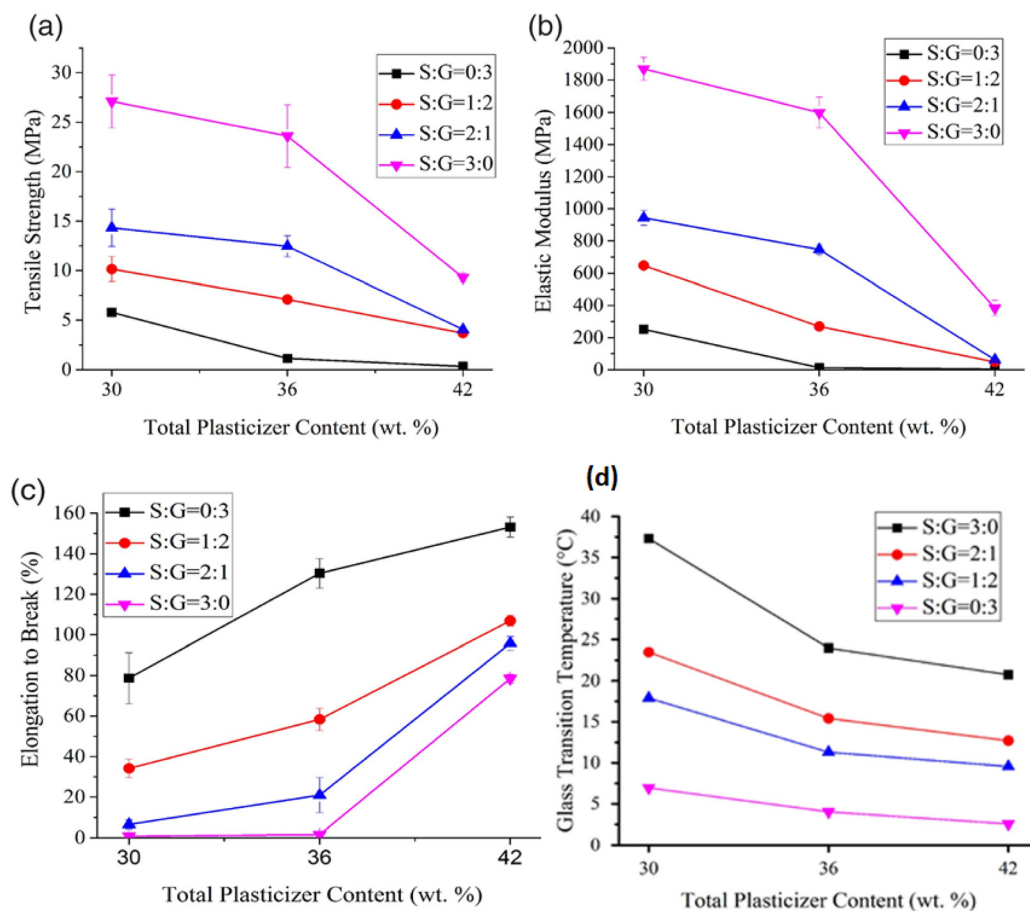 (a)
Tensile Strength (MPa)
30
25
20
15
10
5
0
S:G=0:3
S:G=1:2
S:G=2:1
S:G=3:0
30 36 42
Total Plasticizer Content (wt. %)
(b)
Elastic Modulus (MPa)
2000
1800
1600
1400
1200
1000
800
600
400
200
0
S:G=0:3
S:G=1:2
S:G=2:1
S:G=3:0
30 36 42
Total Plasticizer Content (wt. %)
(c)
Elongation to Break (%)
160
140
120
100
80
60
40
20
0
S:G=0:3
S:G=1:2
S:G=2:1
S:G=3:0
30 36 42
Total Plasticizer Content (wt. %)
(d)
Glass Transition Temperature (°C)
40
35
30
25
20
15
10
5
0
S:G=3:0
S:G=2:1
S:G=1:2
S:G=0:3
30 36 42
Total Plasticizer Content (wt. %)